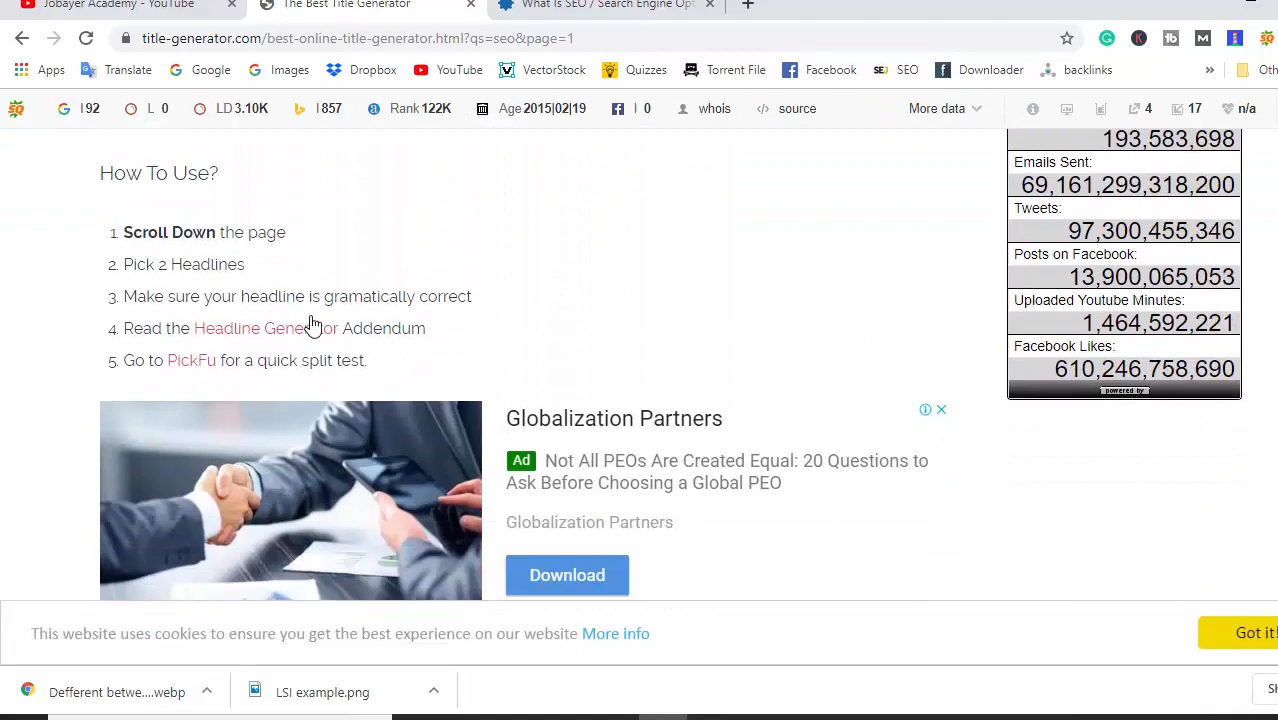 Jobayer Academy - YouTube
The Best Title Generator
What Is SEO / Search Engine Opt
title-generator.com/best-online-title-generator.html?qs=seo&page=1
Apps Translate Google Images Dropbox YouTube VectorStock Quizzes Torrent File Facebook SEO Downloader backlinks » Oth
I 92 L 0 LD 3.10K I 857 Rank 122K Age 2015|02|19 I 0 whois source More data 4 17 n/a
How To Use?
1. Scroll Down the page
2. Pick 2 Headlines
3. Make sure your headline is gramatically correct
4. Read the Headline Generator Addendum
5. Go to PickFu for a quick split test.
193,583,698
Emails Sent:
69,161,299,318,200
Tweets:
97,300,455,346
Posts on Facebook:
13,900,065,053
Uploaded Youtube Minutes:
1,464,592,221
Facebook Likes:
610,246,758,690
powered by
Globalization Partners
Ad Not All PEOs Are Created Equal: 20 Questions to
Ask Before Choosing a Global PEO
Globalization Partners
Download
This website uses cookies to ensure you get the best experience on our website More info
Got it!
Defferent betwe....webp
LSI example.png